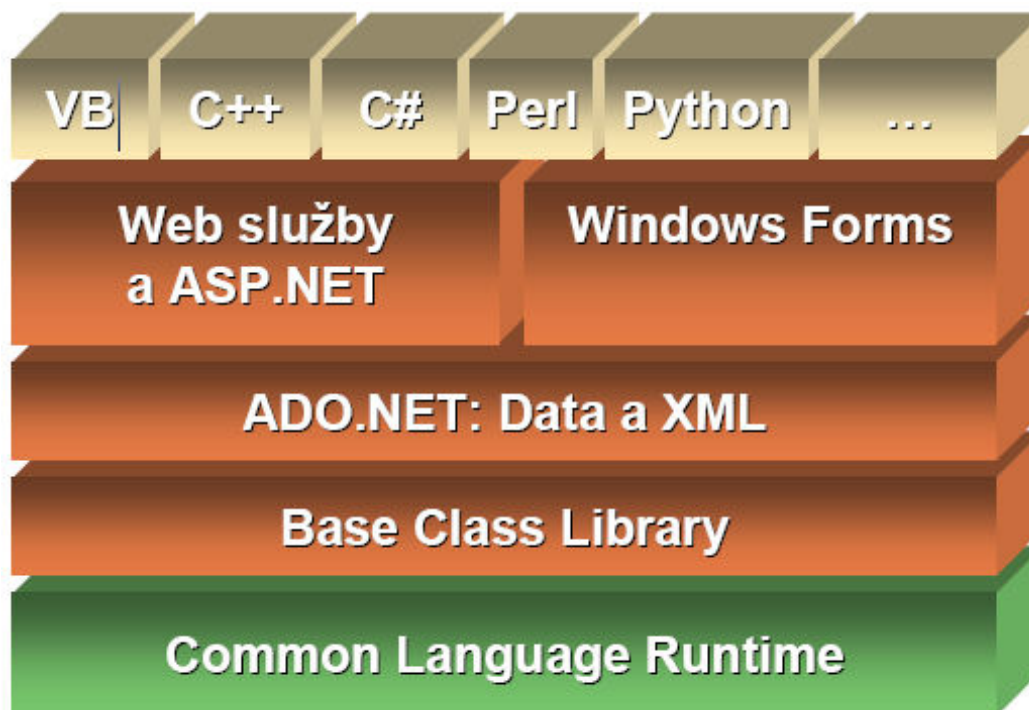 VB C++ C# Perl Python ...
Web služby Windows Forms
a ASP.NET
ADO.NET: Data a XML
Base Class Library
Common Language Runtime